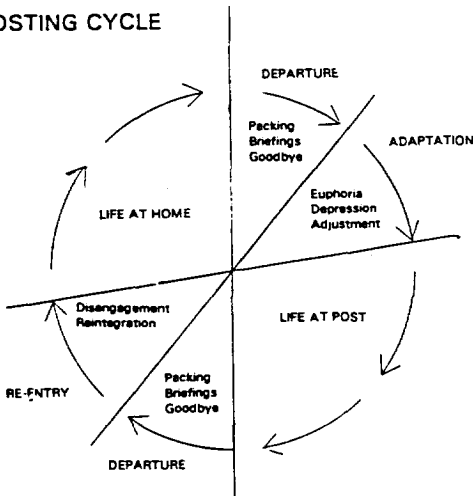 OSTING CYCLE
DEPARTURE
Packing
Briefings
Goodbye
ADAPTATION
Euphoria
Depression
Adjustment
LIFE AT HOME
LIFE AT POST
Disengagement
Reintegration
RE-ENTRY
Packing
Briefings
Goodbye
DEPARTURE